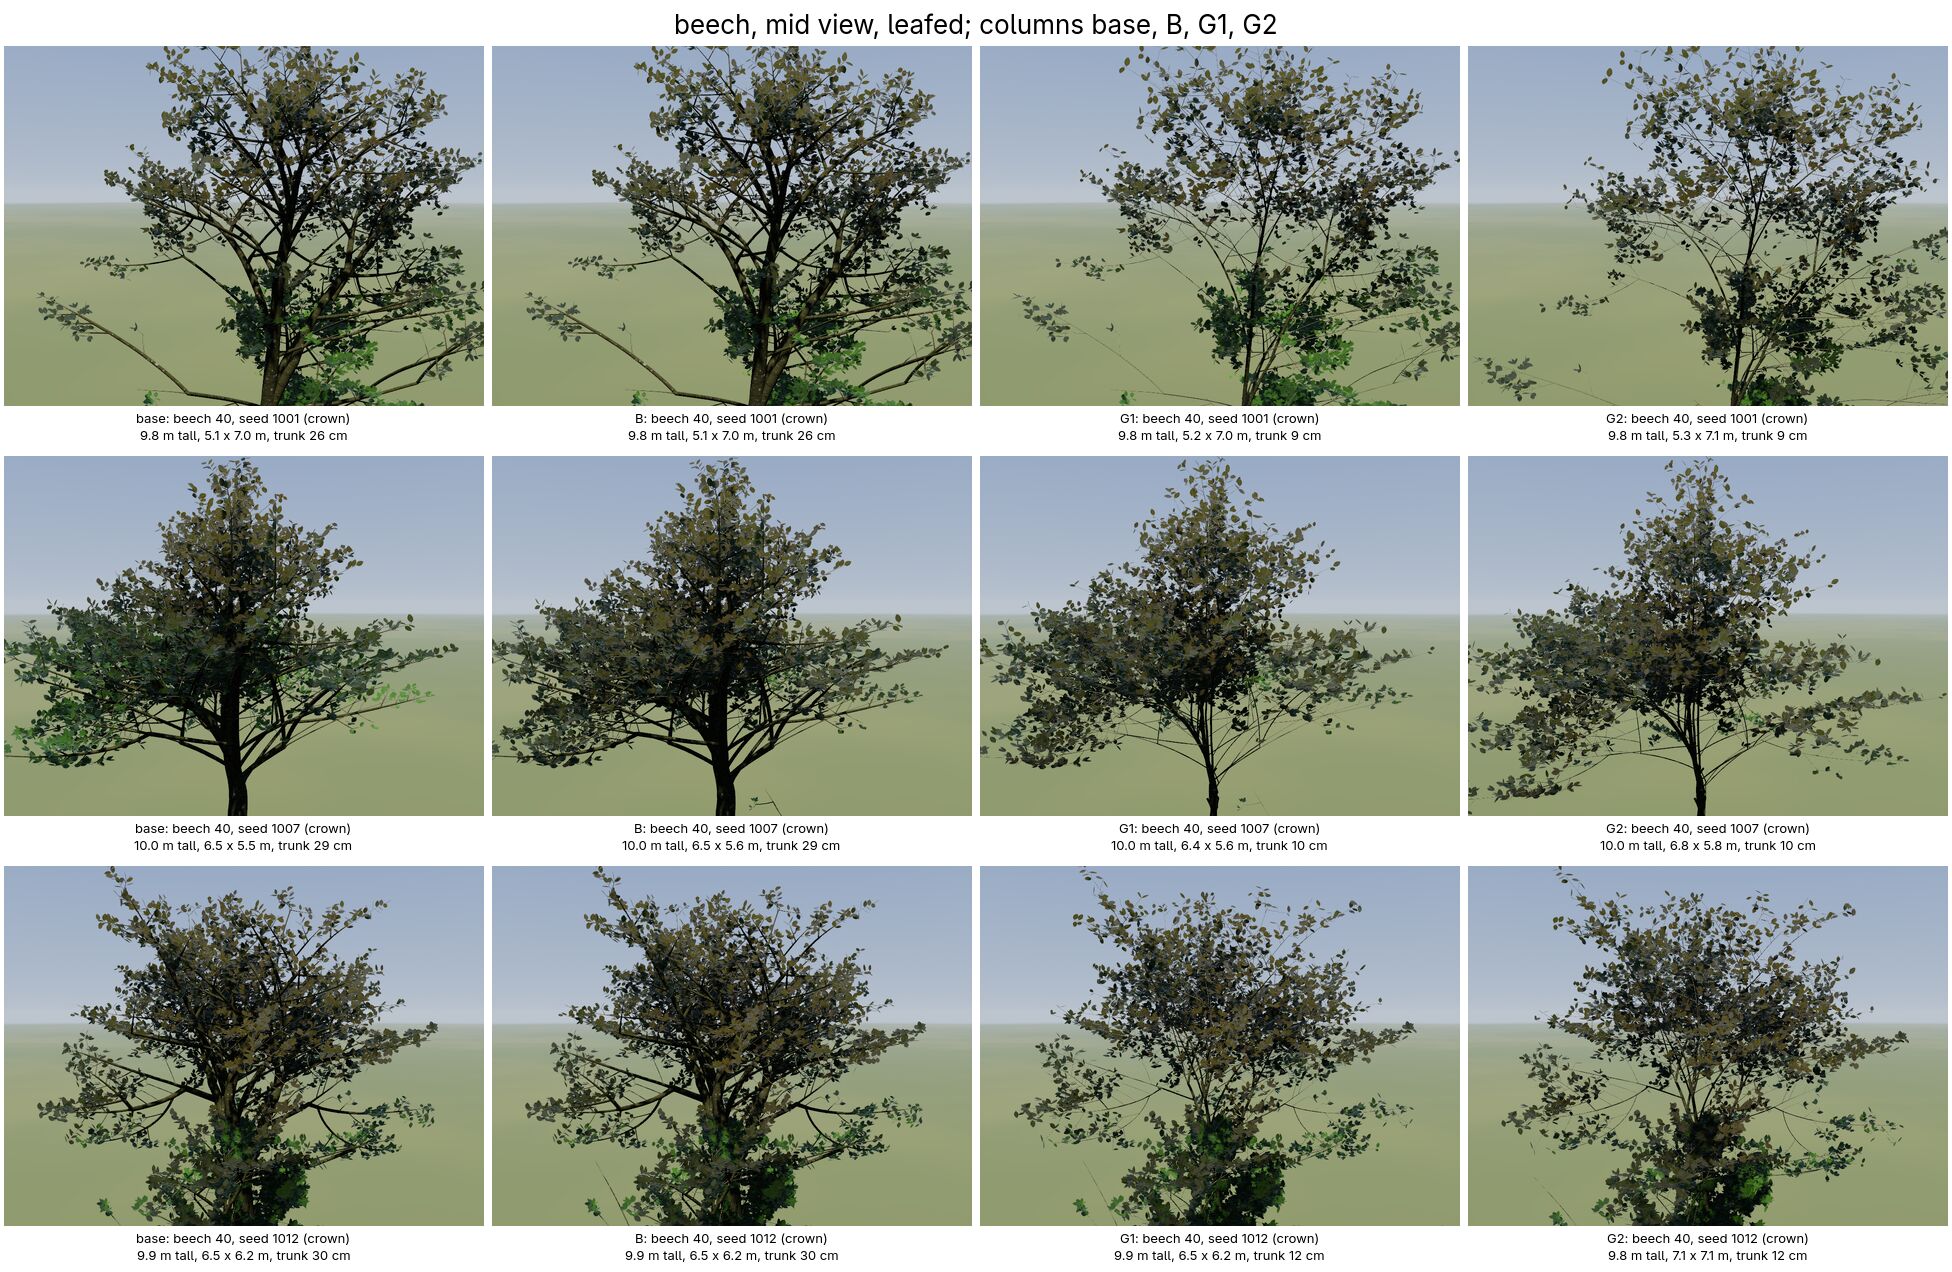 beech, mid view, leafed; columns base, B, G1, G2
base: beech 40, seed 1001 (crown)
9.8 m tall, 5.1 x 7.0 m, trunk 26 cm
B: beech 40, seed 1001 (crown)
9.8 m tall, 5.1 x 7.0 m, trunk 26 cm
G1: beech 40, seed 1001 (crown)
9.8 m tall, 5.2 x 7.0 m, trunk 9 cm
G2: beech 40, seed 1001 (crown)
9.8 m tall, 5.3 x 7.1 m, trunk 9 cm
base: beech 40, seed 1007 (crown)
10.0 m tall, 6.5 x 5.5 m, trunk 29 cm
B: beech 40, seed 1007 (crown)
10.0 m tall, 6.5 x 5.6 m, trunk 29 cm
G1: beech 40, seed 1007 (crown)
10.0 m tall, 6.4 x 5.6 m, trunk 10 cm
G2: beech 40, seed 1007 (crown)
10.0 m tall, 6.8 x 5.8 m, trunk 10 cm
base: beech 40, seed 1012 (crown)
9.9 m tall, 6.5 x 6.2 m, trunk 30 cm
B: beech 40, seed 1012 (crown)
9.9 m tall, 6.5 x 6.2 m, trunk 30 cm
G1: beech 40, seed 1012 (crown)
9.9 m tall, 6.5 x 6.2 m, trunk 12 cm
G2: beech 40, seed 1012 (crown)
9.8 m tall, 7.1 x 7.1 m, trunk 12 cm